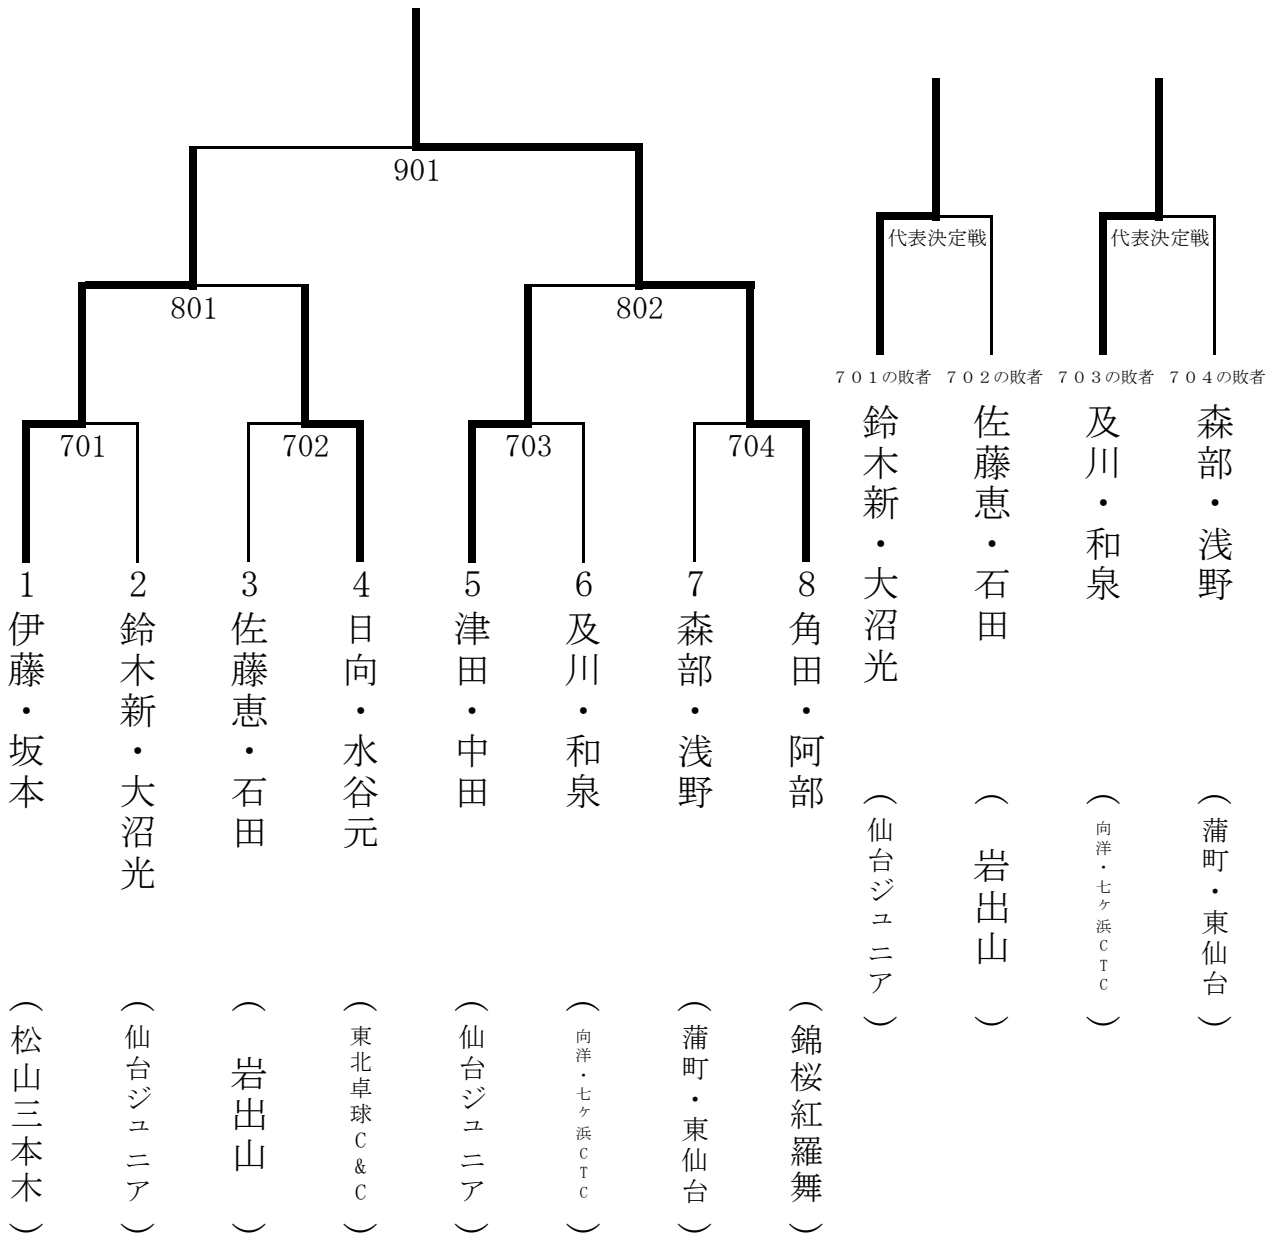 901
801
802
701
702
703
704
1
伊藤・坂本
（松山三本木）
2
鈴木新・大沼光
（仙台ジュニア）
3
佐藤恵・石田
（岩出山）
4
日向・水谷元
（東北卓球C&C）
5
津田・中田
（仙台ジュニア）
6
及川・和泉
（向洋・七ヶ浜CTC）
7
森部・浅野
（蒲町・東仙台）
8
角田・阿部
（錦桜紅羅舞）
代表決定戦
７０１の敗者
鈴木新・大沼光
（仙台ジュニア）
７０２の敗者
佐藤恵・石田
（岩出山）
代表決定戦
７０３の敗者
及川・和泉
（向洋・七ヶ浜CTC）
７０４の敗者
森部・浅野
（蒲町・東仙台）